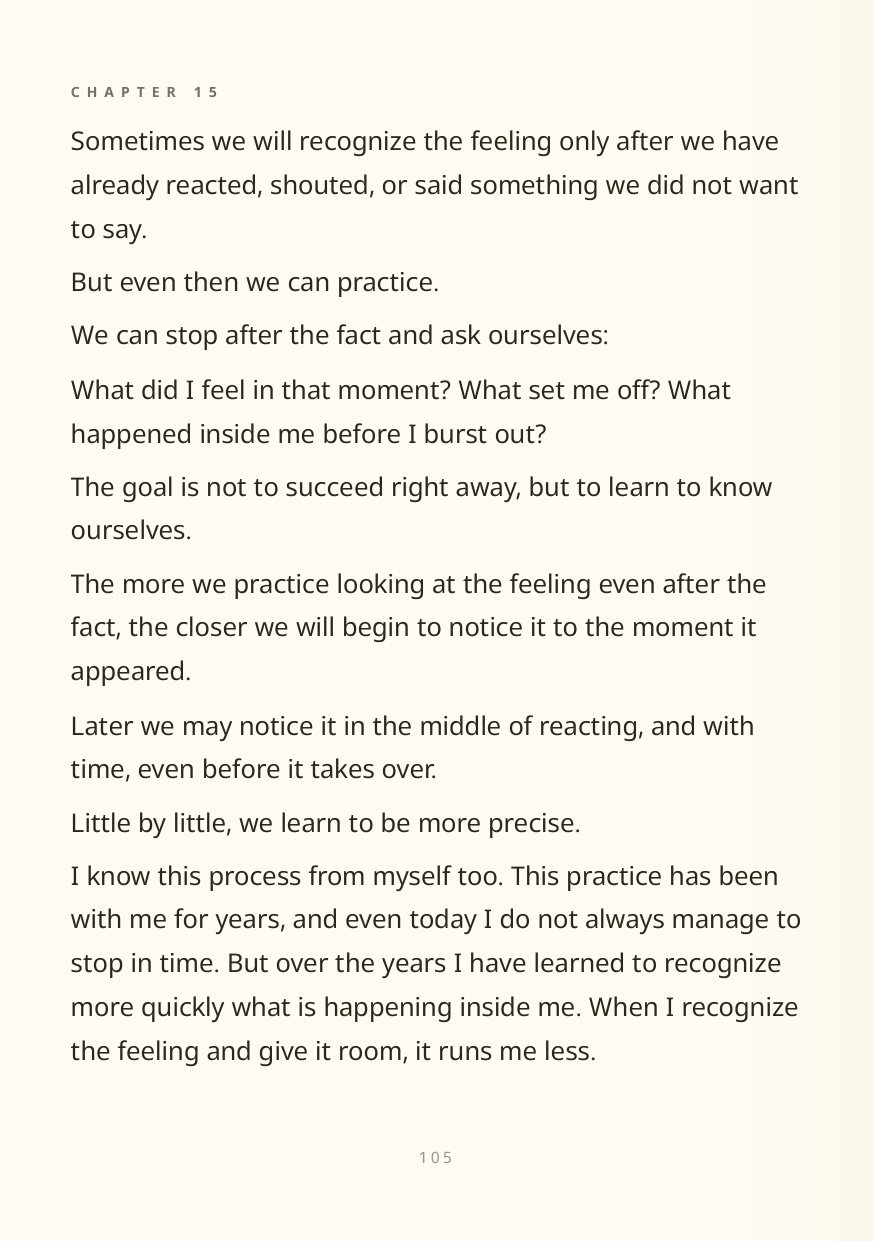 CHAPTER 15
Sometimes we will recognize the feeling only after we have
already reacted, shouted, or said something we did not want
to say.
But even then we can practice.
We can stop after the fact and ask ourselves:
What did I feel in that moment? What set me off? What
happened inside me before I burst out?
The goal is not to succeed right away, but to learn to know
ourselves.
The more we practice looking at the feeling even after the
fact, the closer we will begin to notice it to the moment it
appeared.
Later we may notice it in the middle of reacting, and with
time, even before it takes over.
Little by little, we learn to be more precise.
I know this process from myself too. This practice has been
with me for years, and even today I do not always manage to
stop in time. But over the years I have learned to recognize
more quickly what is happening inside me. When I recognize
the feeling and give it room, it runs me less.
105